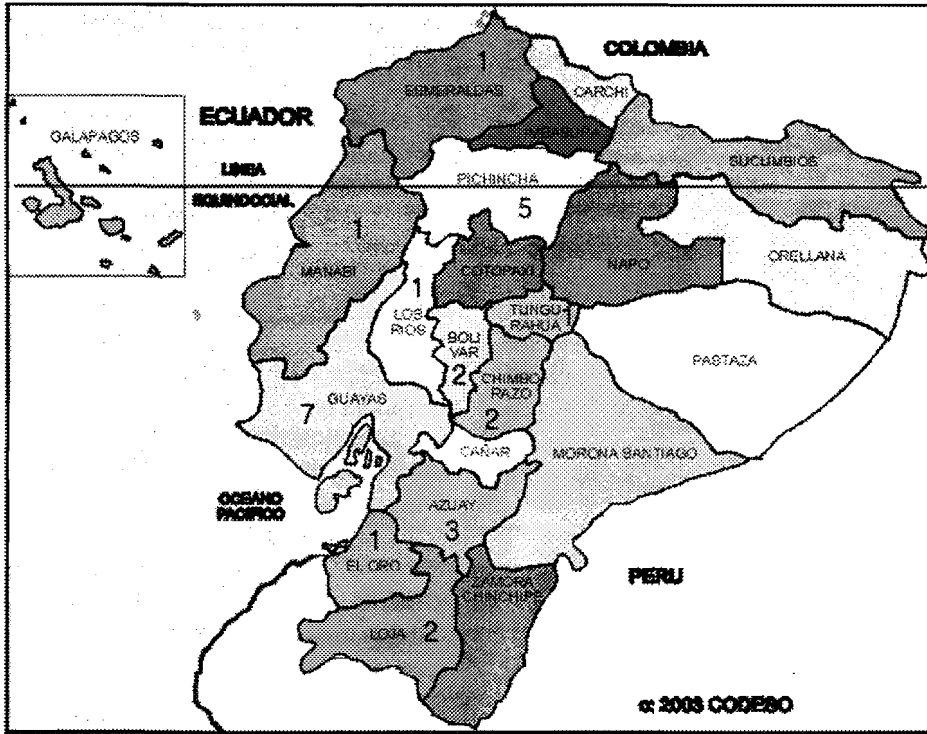 COLOMBIA
1
ESMERALDAS
CARCHI
ECUADOR
GALAPAGOS
IMBABURA
SUCUMBIOS
LINEA
EQUINOCCIAL
PICHINCHA
5
1
MANABI
COTOPAXI
NAPO
ORELLANA
1
LOS
RIOS
TUNGU-
RAHUA
BOLI
VAR
2
PASTAZA
CHIMBO
RAZO
2
7
GUAYAS
CAÑAR
MORONA SANTIAGO
OCEANO
PACIFICO
AZUAY
3
1
EL ORO
ZAMORA
CHINCHIPE
PERU
LOJA
2
c: 2003 CODESO